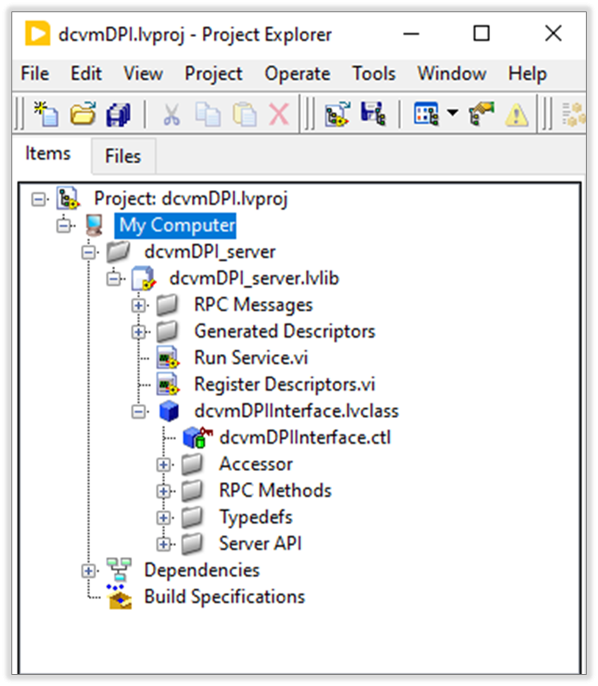 dcvmDPI.lvproj - Project Explorer
File Edit View Project Operate Tools Window Help
Items Files
Project: dcvmDPI.lvproj
My Computer
dcvmDPI_server
dcvmDPI_server.lvlib
RPC Messages
Generated Descriptors
Run Service.vi
Register Descriptors.vi
dcvmDPIInterface.lvclass
dcvmDPIInterface.ctl
Accessor
RPC Methods
Typedefs
Server API
Dependencies
Build Specifications